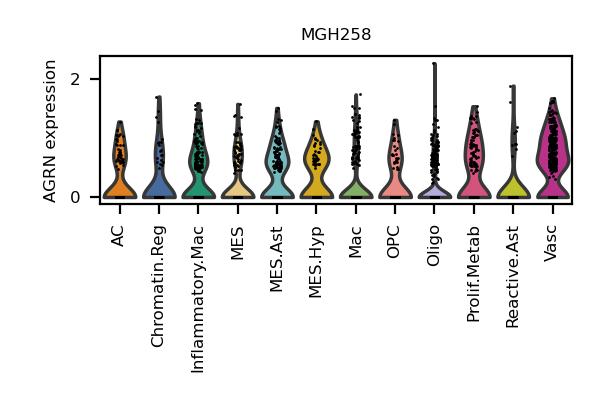 MGH258
AGRN expression
2
0
AC
Chromatin.Reg
Inflammatory.Mac
MES
MES.Ast
MES.Hyp
Mac
OPC
Oligo
Prolif.Metab
Reactive.Ast
Vasc